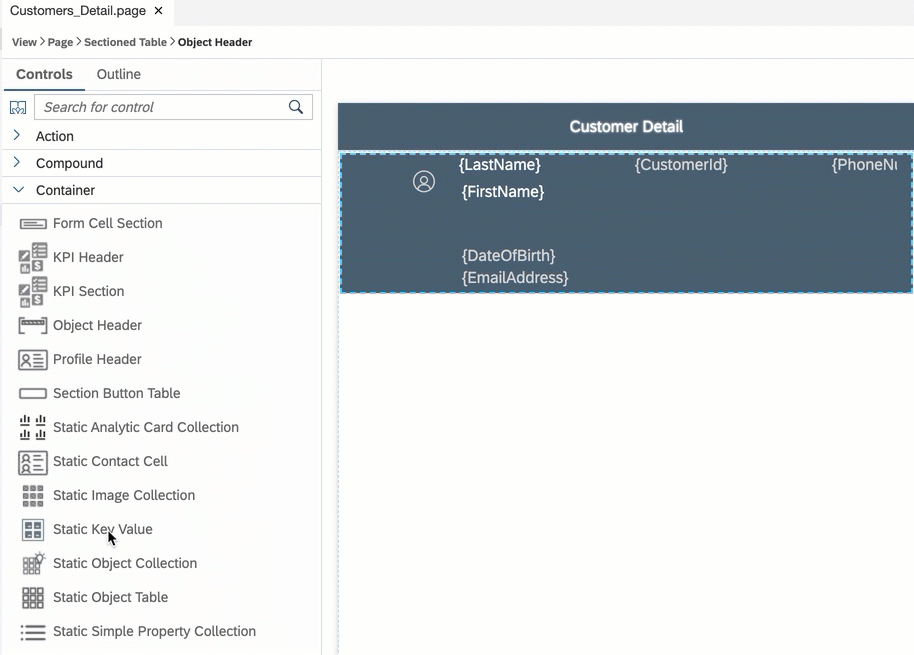 Customers_Detail.page ×
View > Page > Sectioned Table > Object Header
Controls Outline
Search for control
Action
Compound
Container
Form Cell Section
KPI Header
KPI Section
Object Header
Profile Header
Section Button Table
Static Analytic Card Collection
Static Contact Cell
Static Image Collection
Static Key Value
Static Object Collection
Static Object Table
Static Simple Property Collection
Customer Detail
{LastName} {CustomerId}
{FirstName}
{DateOfBirth}
{EmailAddress}